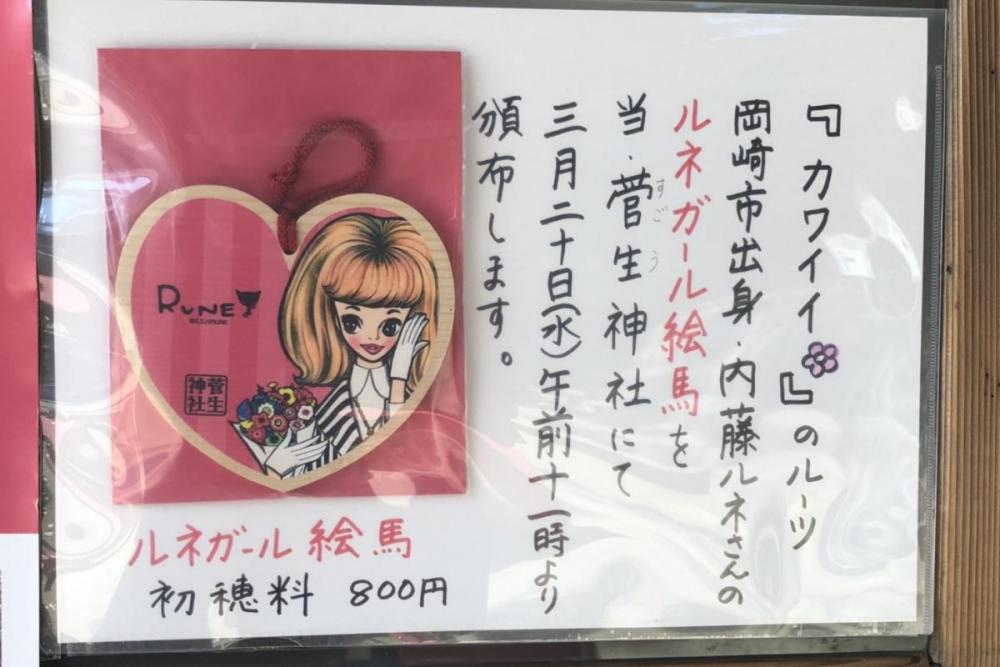 『カワイイ』のルーツ
岡崎市出身・内藤ルネさんの
ルネガール絵馬を
当・菅生神社にて
すごう
三月二十日(水)午前十一時より
頒布します。
RUNE
菅生
神社
ルネガール絵馬
初穂料 800円